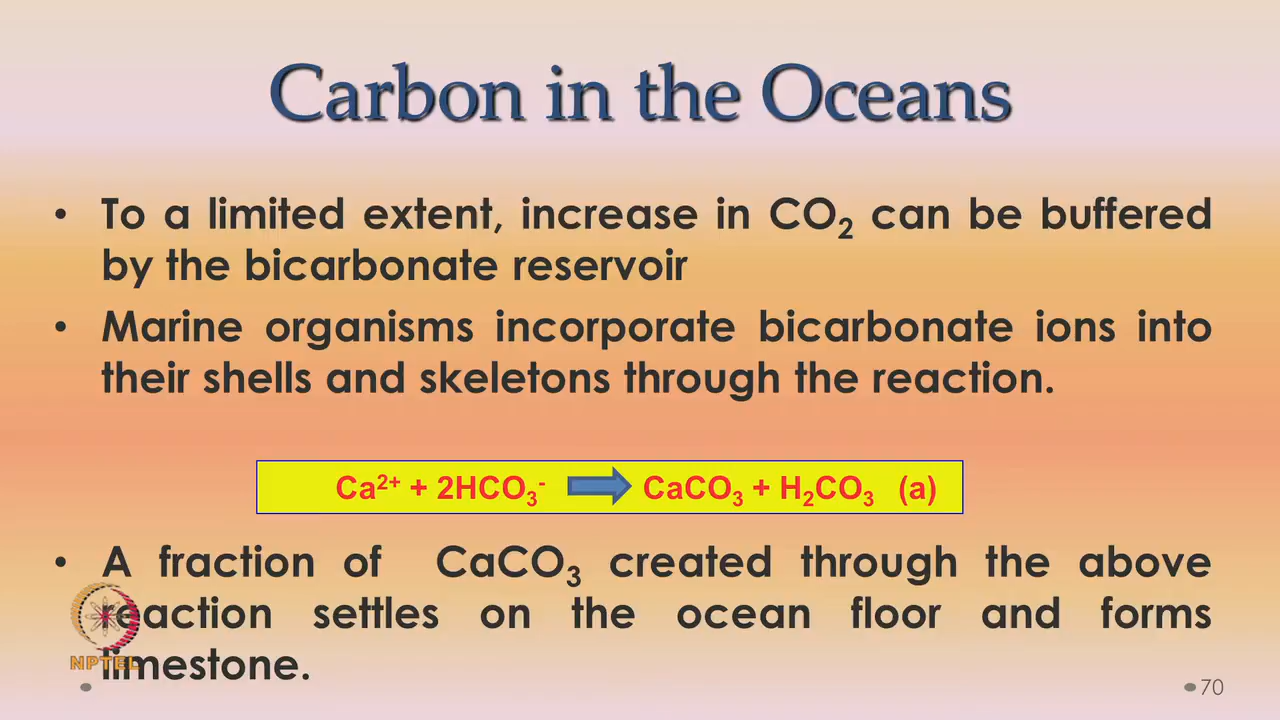 Carbon in the Oceans
• To a limited extent, increase in CO₂ can be buffered
by the bicarbonate reservoir
• Marine organisms incorporate bicarbonate ions into
their shells and skeletons through the reaction.
Ca²⁺ + 2HCO₃⁻ → CaCO₃ + H₂CO₃ (a)
• A fraction of CaCO₃ created through the above
reaction settles on the ocean floor and forms
limestone.
NPTEL
70